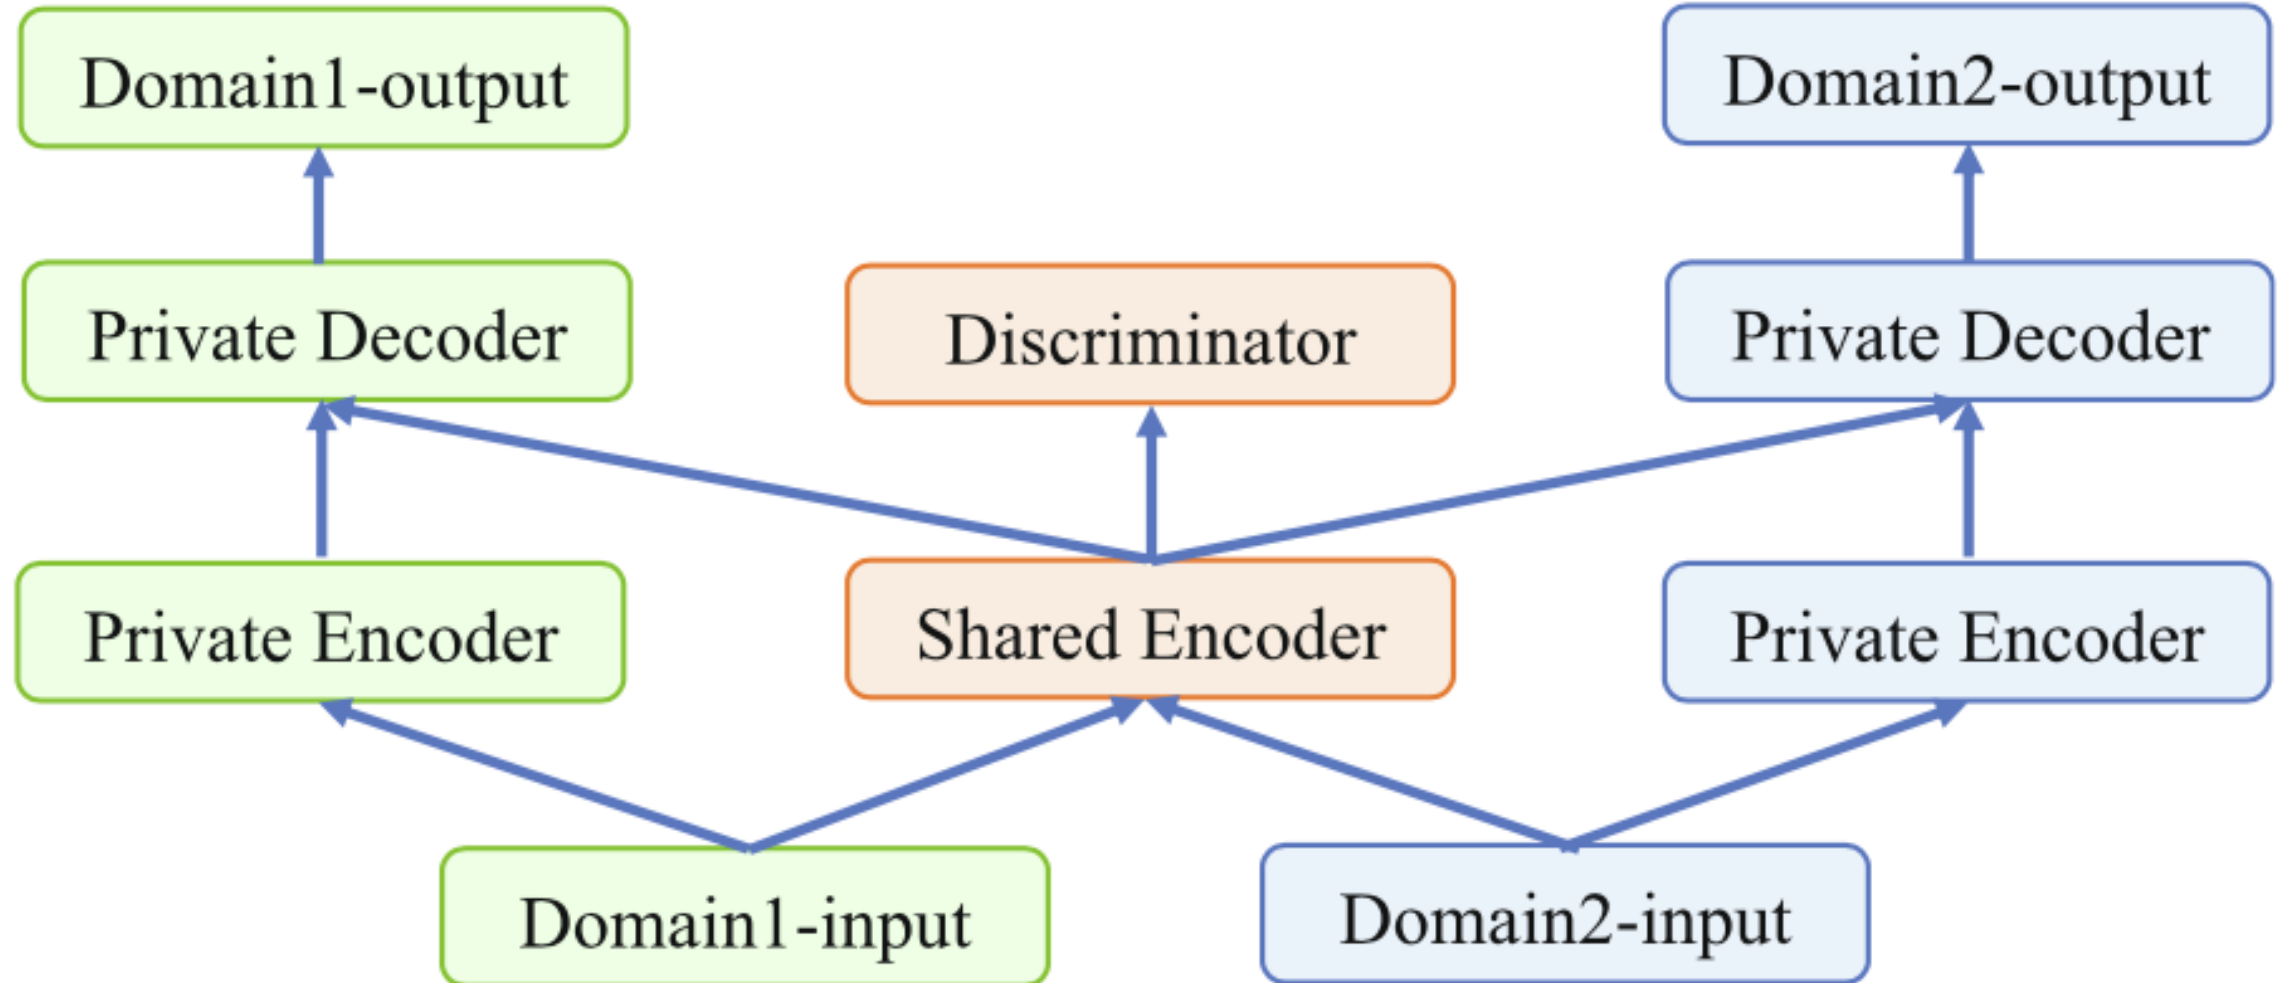 Domain1-output
Domain2-output
Private Decoder
Discriminator
Private Decoder
Private Encoder
Shared Encoder
Private Encoder
Domain1-input
Domain2-input